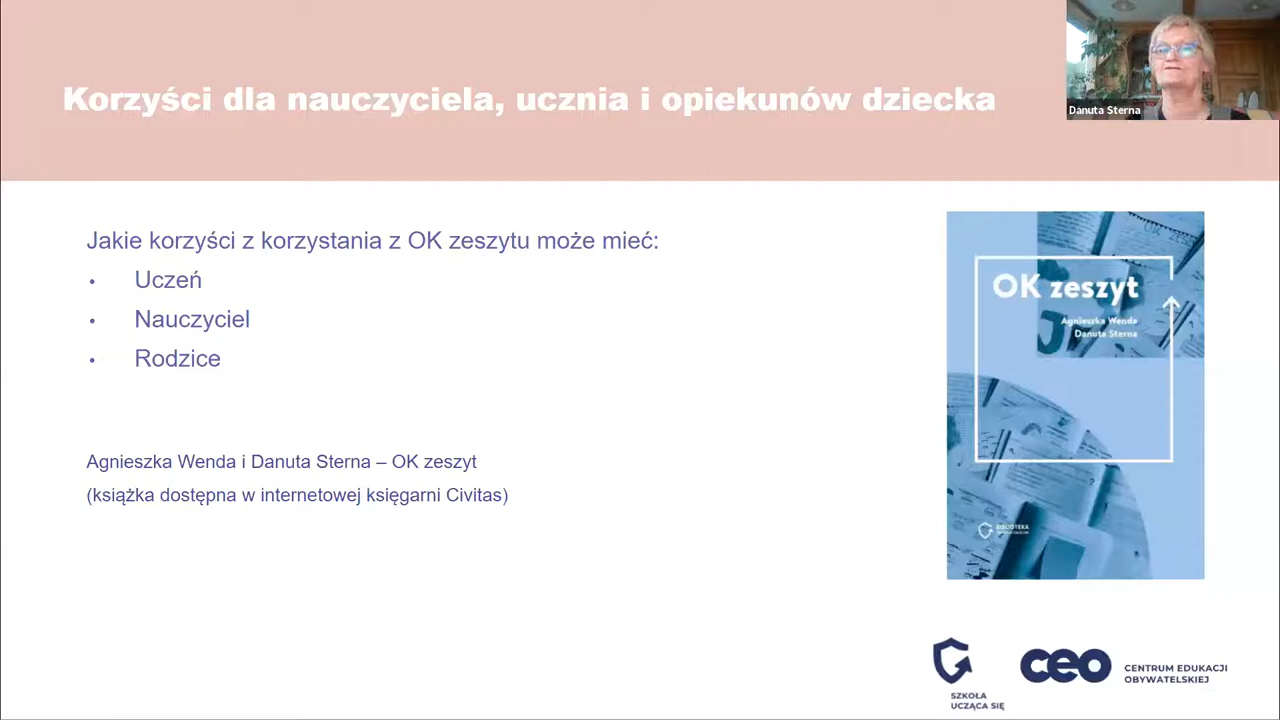 Korzyści dla nauczyciela, ucznia i opiekunów dziecka
Danuta Sterna
Jakie korzyści z korzystania z OK zeszytu może mieć:
• Uczeń
• Nauczyciel
• Rodzice
Agnieszka Wenda i Danuta Sterna – OK zeszyt
(książka dostępna w internetowej księgarni Civitas)
OK zeszyt
Agnieszka Wenda
Danuta Sterna
BIBLIOTEKA
SZKOŁA
UCZĄCA SIĘ
ceo
CENTRUM EDUKACJI
OBYWATELSKIEJ